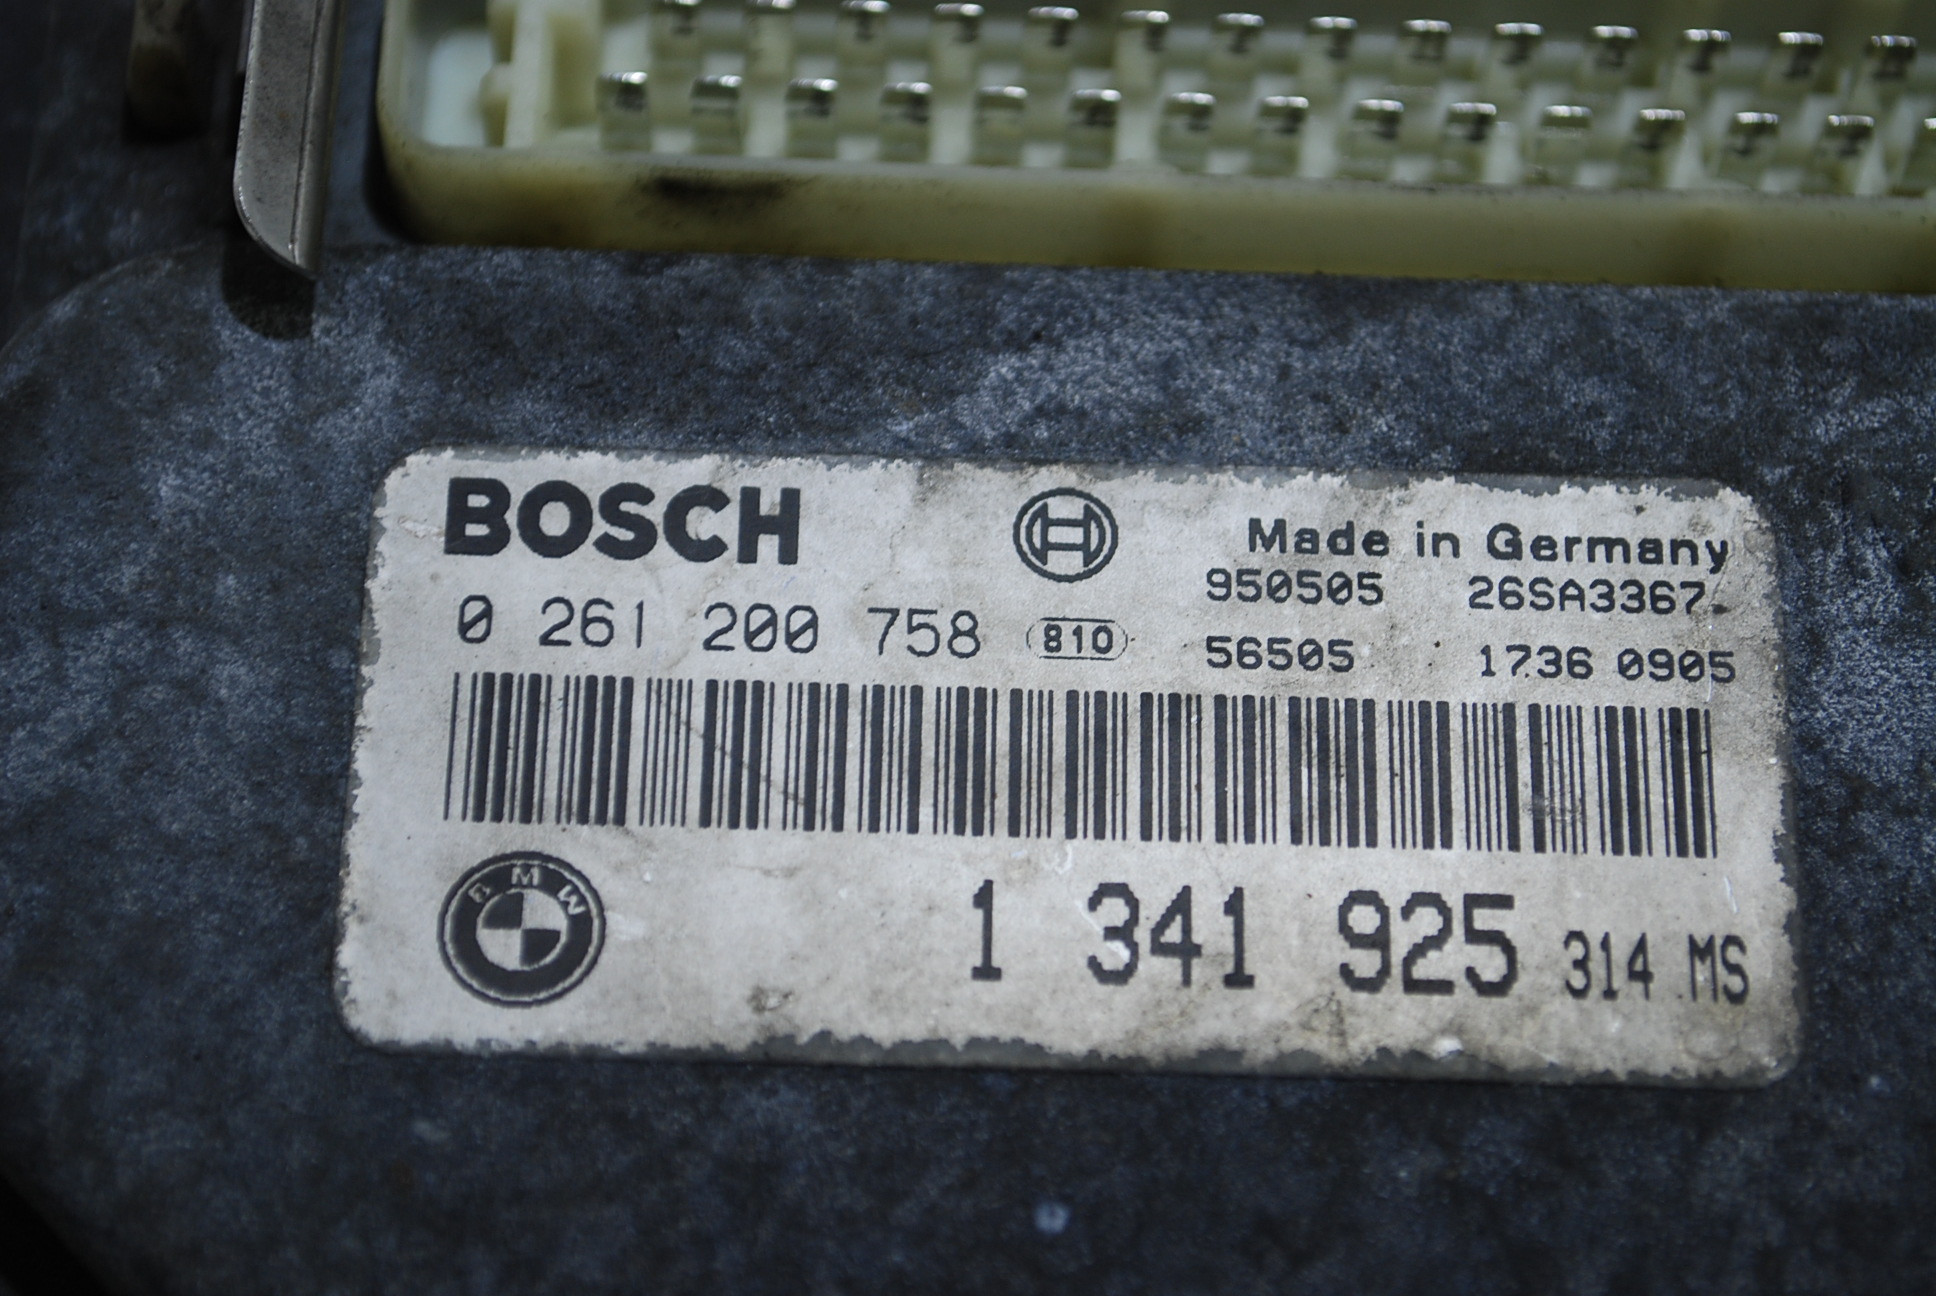 BOSCH
Made in Germany
950505 26SA3367
0 261 200 758 810
56505 1736 0905
BMW
1 341 925 314 MS